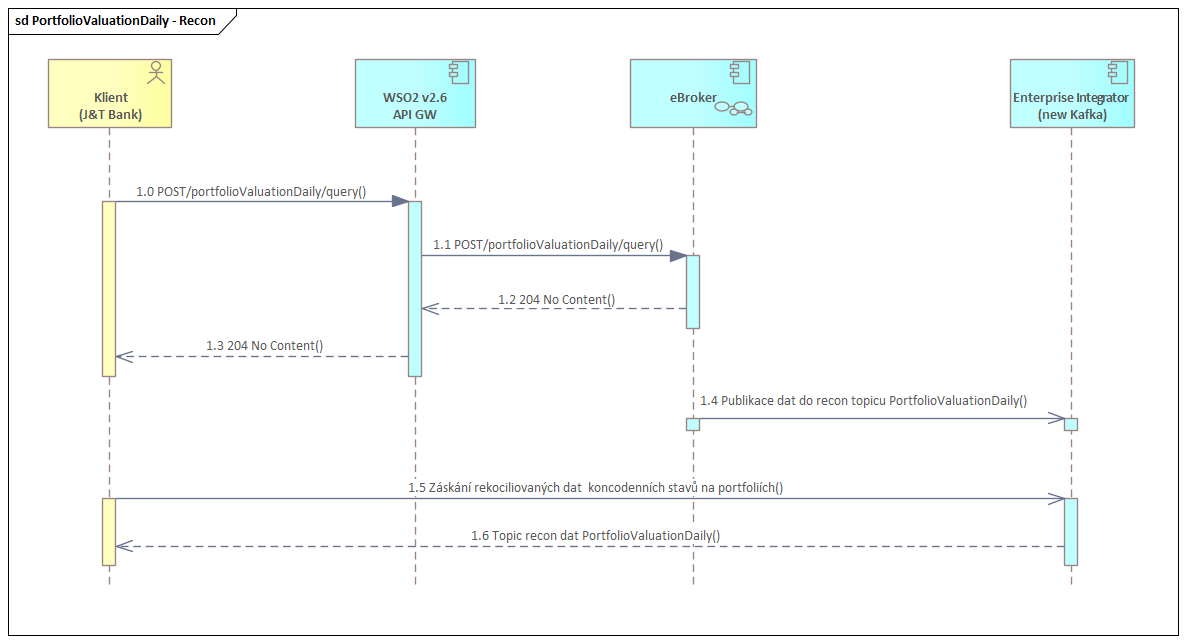 sd PortfolioValuationDaily - Recon
Klient
(J&T Bank)
WSO2 v2.6
API GW
eBroker
Enterprise Integrator
(new Kafka)
1.0 POST/portfolioValuationDaily/query()
1.1 POST/portfolioValuationDaily/query()
1.2 204 No Content()
1.3 204 No Content()
1.4 Publikace dat do recon topicu PortfolioValuationDaily()
1.5 Záskání rekociliovaných dat  koncodenních stavů na portfoliích()
1.6 Topic recon dat PortfolioValuationDaily()